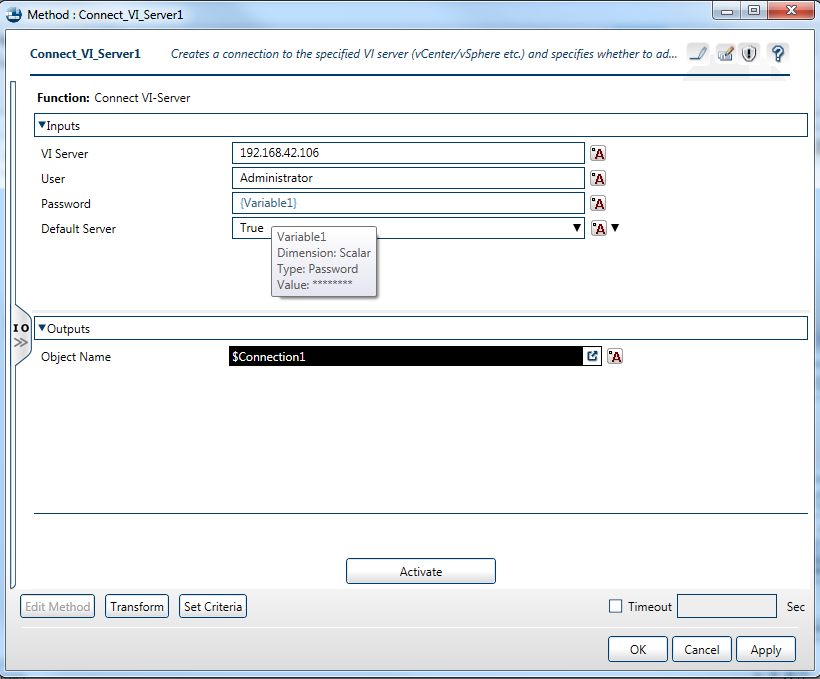 Method : Connect_VI_Server1
Connect_VI_Server1 Creates a connection to the specified VI server (vCenter/vSphere etc.) and specifies whether to ad...
Function: Connect VI-Server
Inputs
VI Server 192.168.42.106
User Administrator
Password {Variable1}
Default Server True
Variable1
Dimension: Scalar
Type: Password
Value: ********
I O
Outputs
Object Name $Connection1
Activate
Edit Method Transform Set Criteria Timeout Sec
OK Cancel Apply